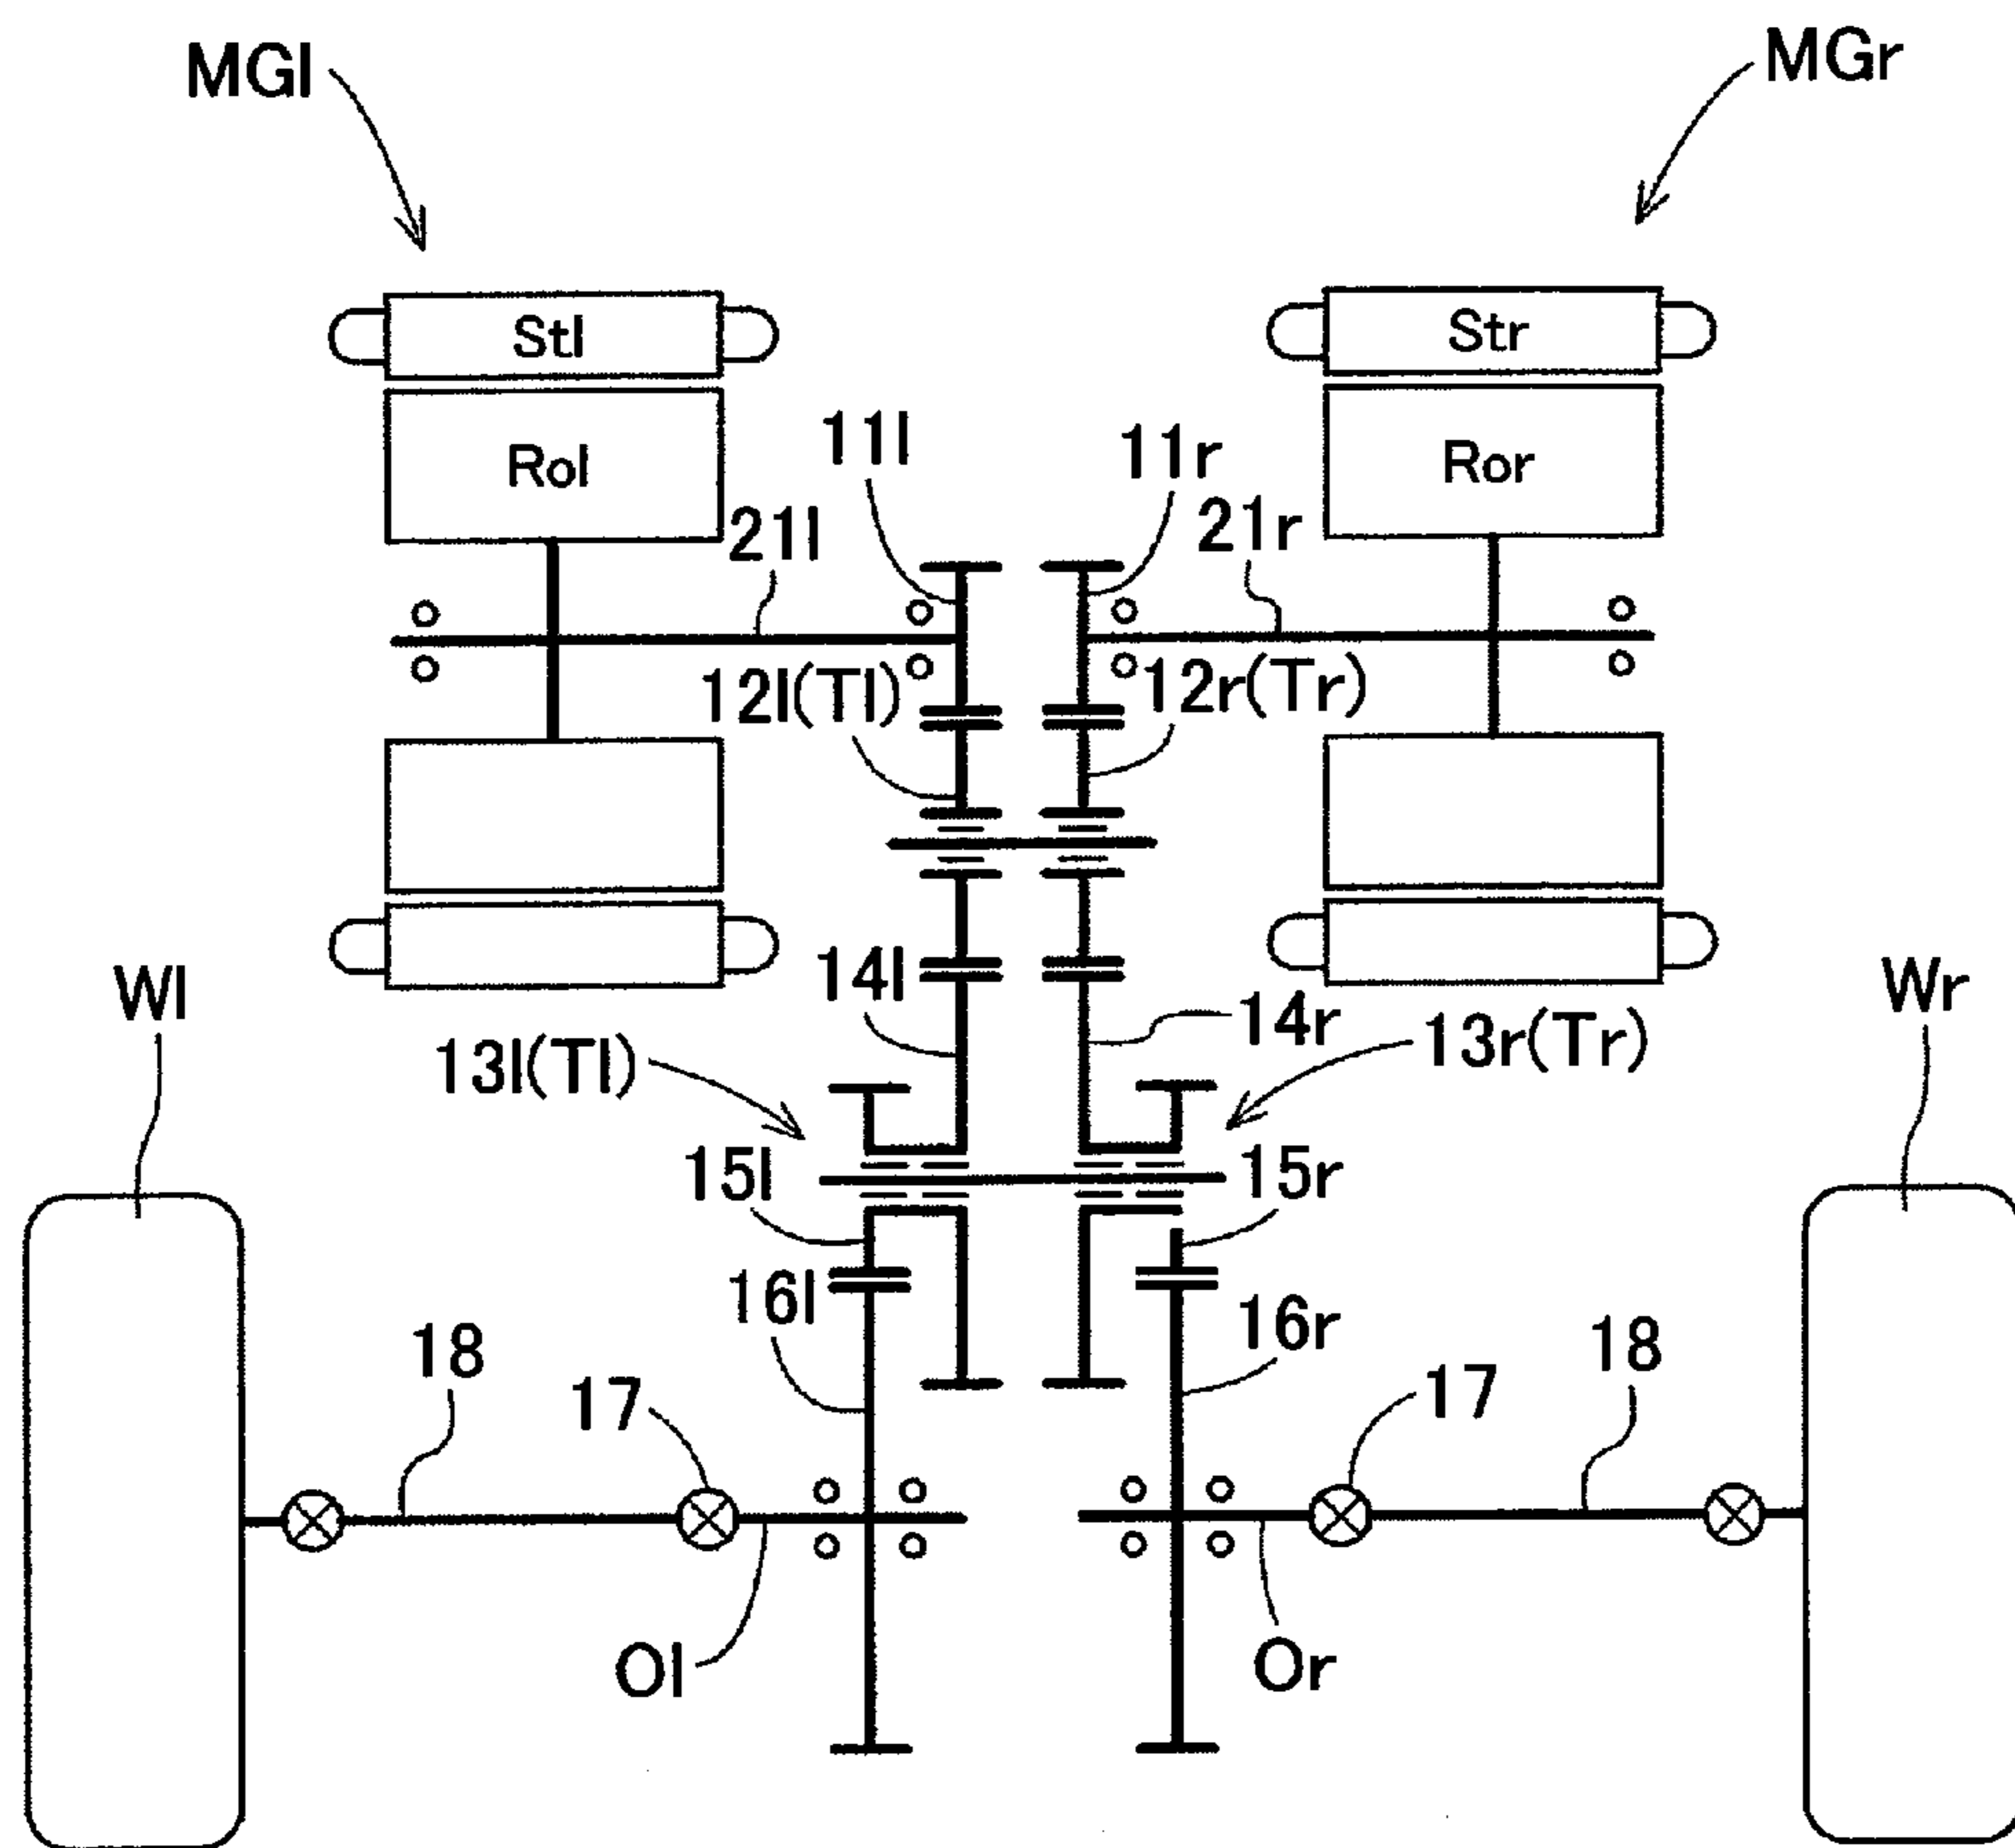 MGl
MGr
Stl
Str
Rol
Ror
11l
11r
21l
21r
12l(Tl)
12r(Tr)
14l
14r
Wl
Wr
13l(Tl)
13r(Tr)
15l
15r
16l
16r
18
17
17
18
Ol
Or